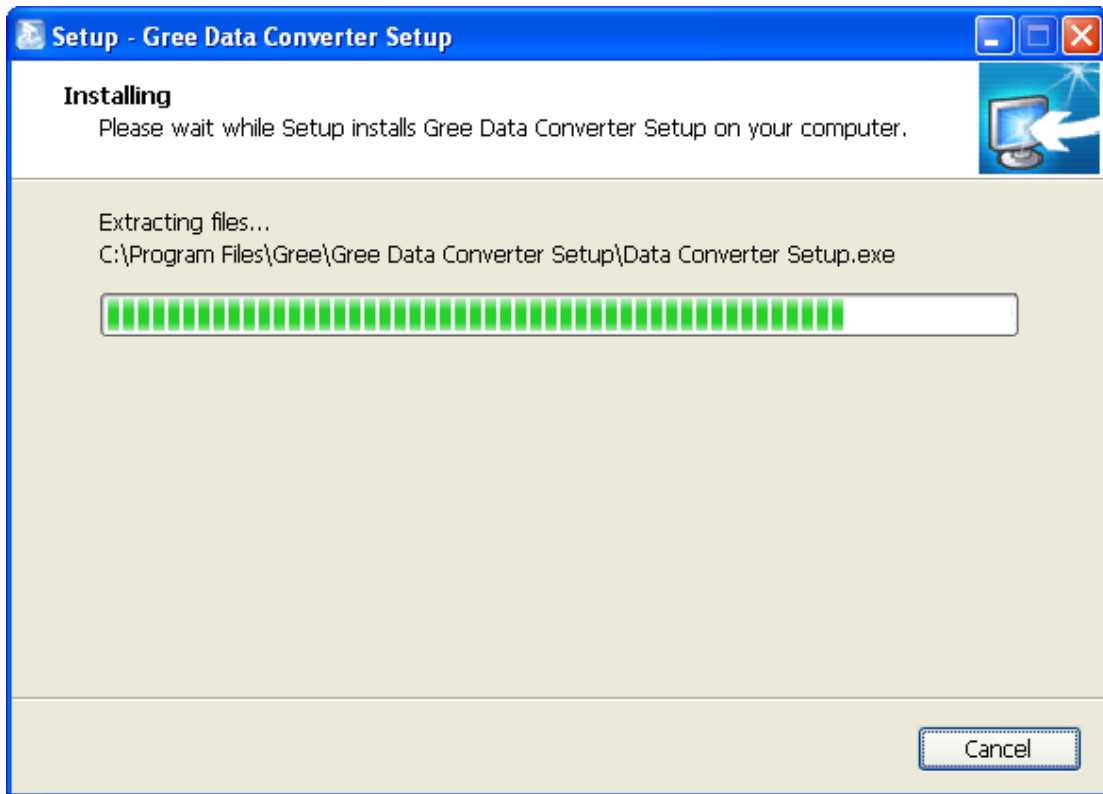 Setup - Gree Data Converter Setup
Installing
Please wait while Setup installs Gree Data Converter Setup on your computer.
Extracting files...
C:\Program Files\Gree\Gree Data Converter Setup\Data Converter Setup.exe
Cancel